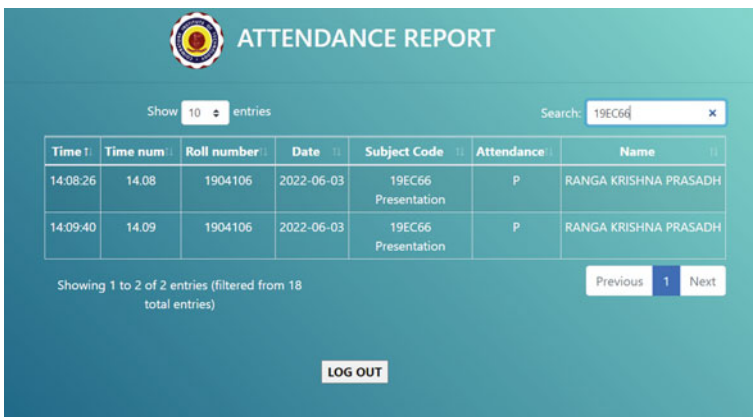 ATTENDANCE REPORT
Show 10 entries
Search: 19EC66
Time Time num Roll number Date Subject Code Attendance Name
14:08:26 14.08 1904106 2022-06-03 19EC66 P RANGA KRISHNA PRASADH
Presentation
14:09:40 14.09 1904106 2022-06-03 19EC66 P RANGA KRISHNA PRASADH
Presentation
Showing 1 to 2 of 2 entries (filtered from 18
total entries)
Previous 1 Next
LOG OUT